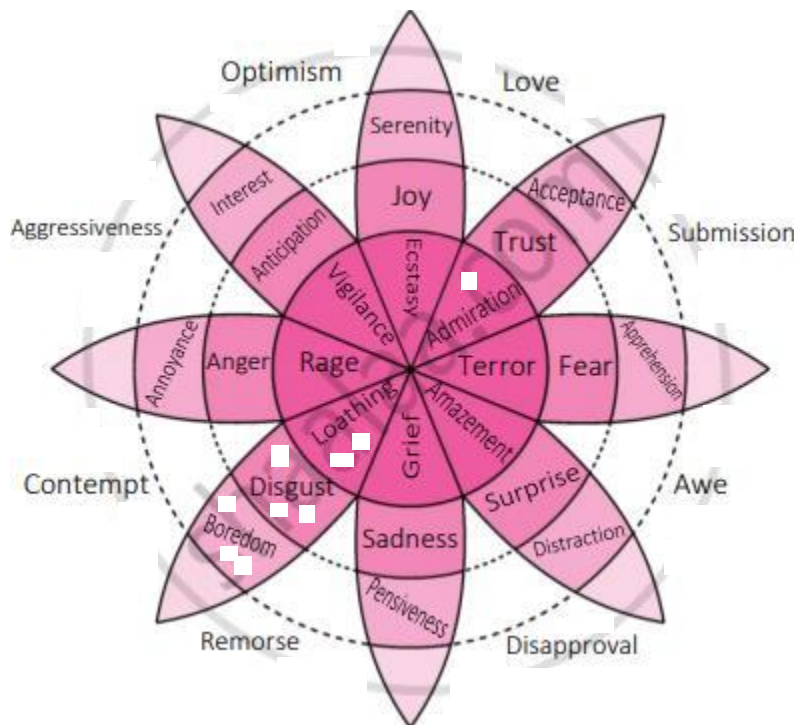 Optimism
Love
Serenity
Interest
Acceptance
Joy
Aggressiveness
Anticipation
Trust
Submission
Ecstasy
Vigilance
Admiration
Annoyance
Anger
Rage
Terror
Fear
Apprehension
Loathing
Grief
Amazement
Contempt
Disgust
Surprise
Awe
Boredom
Sadness
Distraction
Pensiveness
Remorse
Disapproval